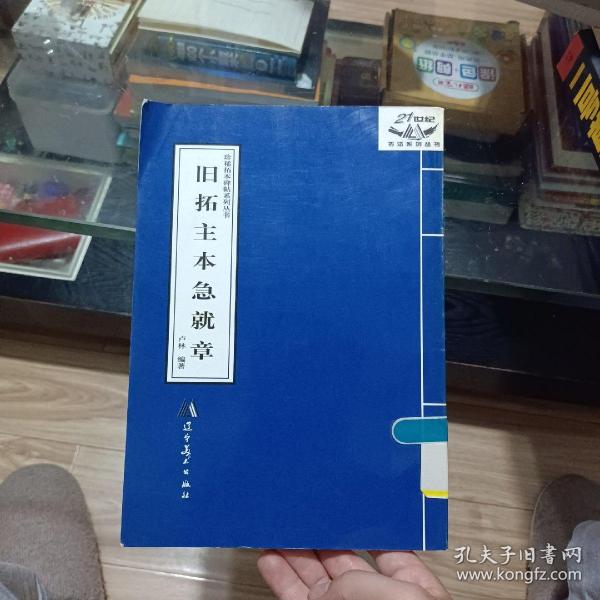 21世纪
书法系列丛书
珍稀拓本碑帖系列丛书
旧拓主本急就章
卢林 编著
辽宁美术出版社
孔夫子旧书网
www.kongfz.com